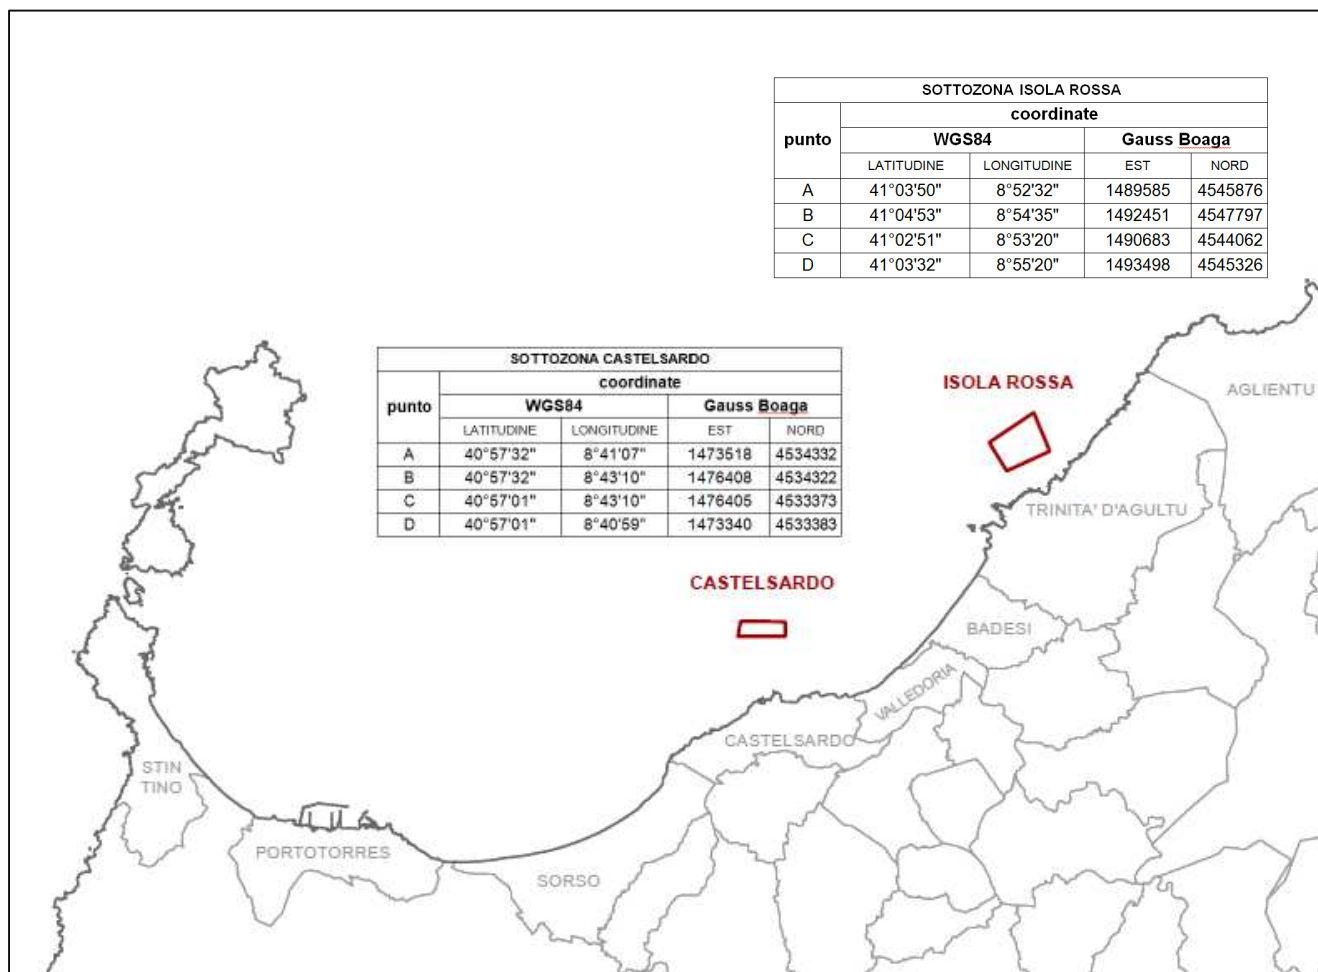 SOTTOZONA ISOLA ROSSA
punto coordinate
WGS84 Gauss Boaga
LATITUDINE LONGITUDINE EST NORD
A 41°03'50" 8°52'32" 1489585 4545876
B 41°04'53" 8°54'35" 1492451 4547797
C 41°02'51" 8°53'20" 1490683 4544062
D 41°03'32" 8°55'20" 1493498 4545326
SOTTOZONA CASTELSARDO
punto coordinate
WGS84 Gauss Boaga
LATITUDINE LONGITUDINE EST NORD
A 40°57'32" 8°41'07" 1473518 4534332
B 40°57'32" 8°43'10" 1476408 4534322
C 40°57'01" 8°43'10" 1476405 4533373
D 40°57'01" 8°40'59" 1473340 4533383
ISOLA ROSSA
AGLIENTU
TRINITA' D'AGULTU
CASTELSARDO
BADESI
VALLEDORIA
CASTELSARDO
STIN
TINO
PORTOTORRES
SORSO